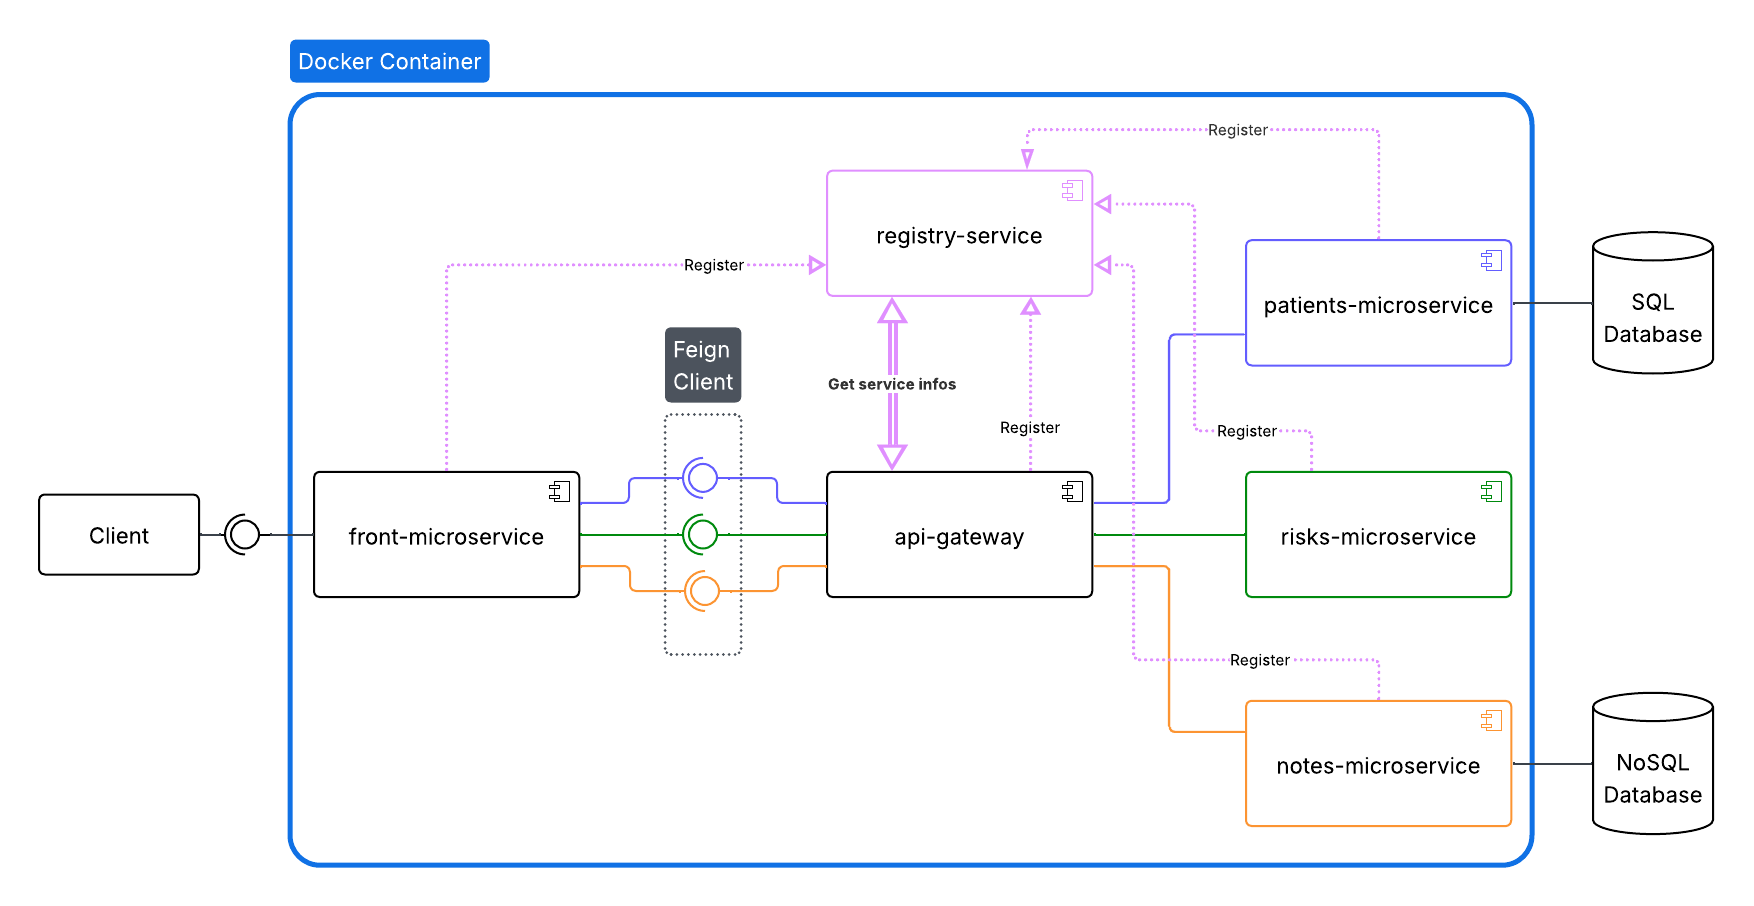 Docker Container
Register
registry-service
Register
patients-microservice
SQL
Database
Feign
Client
Get service infos
Register
Register
Client
front-microservice
api-gateway
risks-microservice
Register
notes-microservice
NoSQL
Database